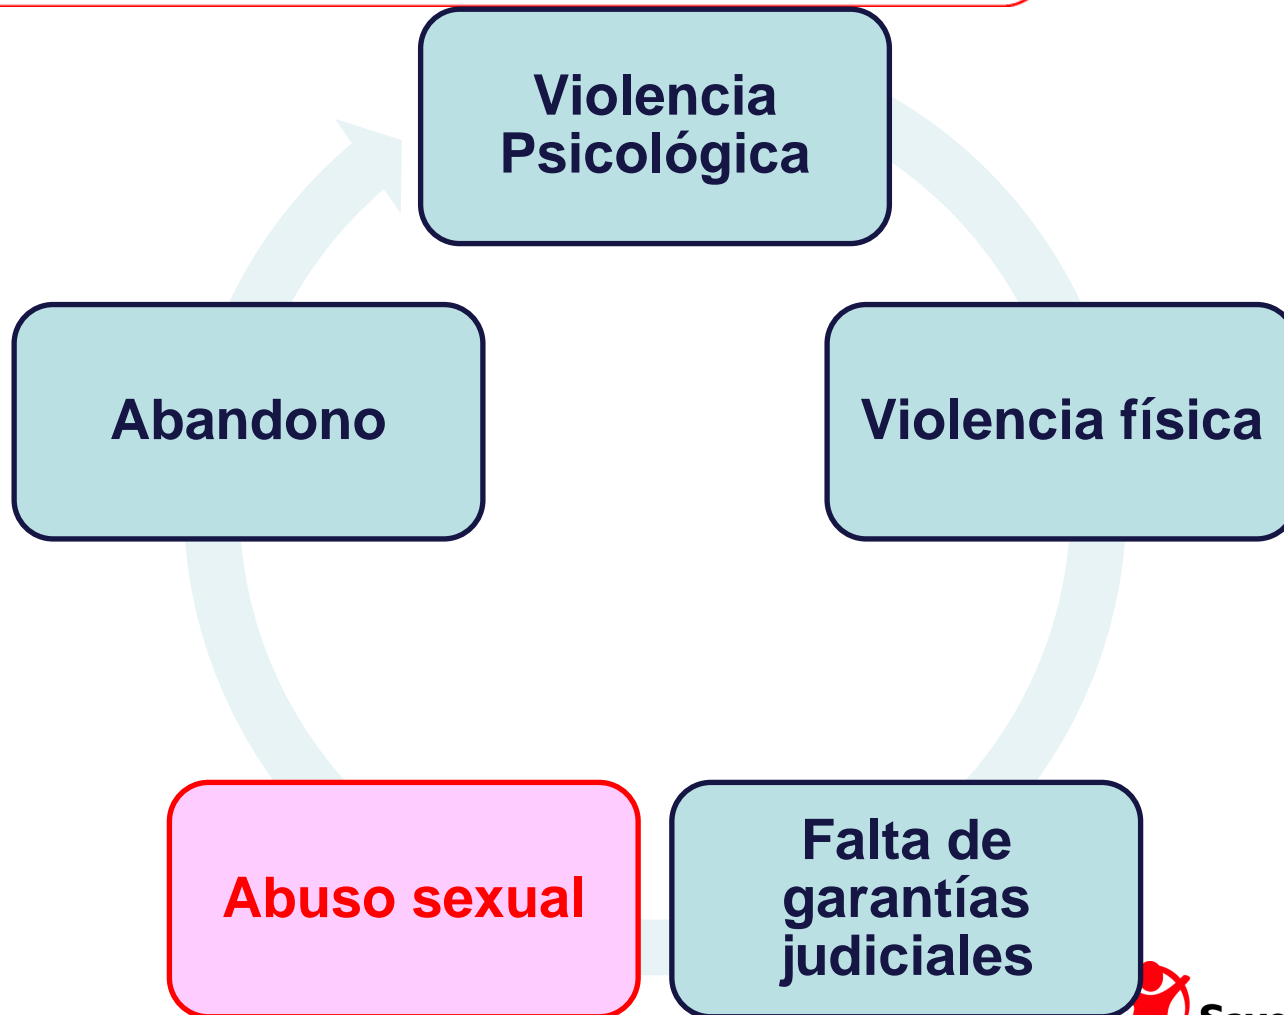 Violencia
Psicológica
Abandono
Violencia física
Abuso sexual
Falta de
garantías
judiciales